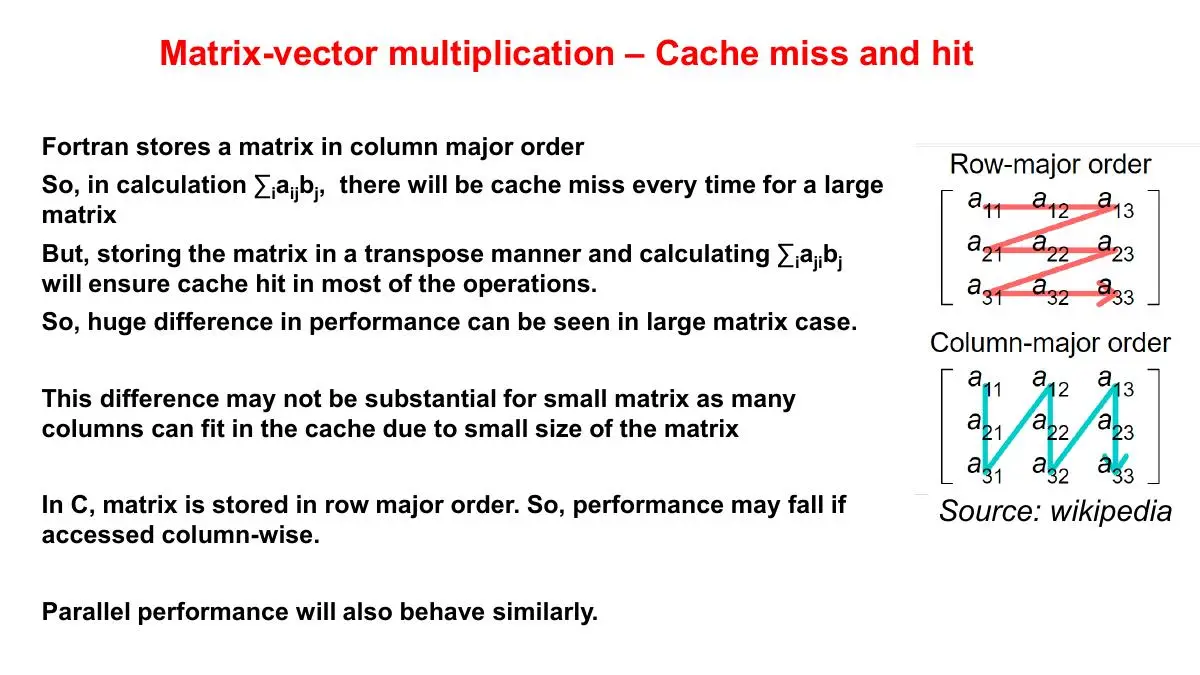 Matrix-vector multiplication – Cache miss and hit
Fortran stores a matrix in column major order
So, in calculation ∑ᵢaᵢⱼbⱼ, there will be cache miss every time for a large
matrix
But, storing the matrix in a transpose manner and calculating ∑ᵢaⱼᵢbⱼ
will ensure cache hit in most of the operations.
So, huge difference in performance can be seen in large matrix case.
This difference may not be substantial for small matrix as many
columns can fit in the cache due to small size of the matrix
In C, matrix is stored in row major order. So, performance may fall if
accessed column-wise.
Parallel performance will also behave similarly.
Row-major order
a₁₁ a₁₂ a₁₃
a₂₁ a₂₂ a₂₃
a₃₁ a₃₂ a₃₃
Column-major order
a₁₁ a₁₂ a₁₃
a₂₁ a₂₂ a₂₃
a₃₁ a₃₂ a₃₃
Source: wikipedia